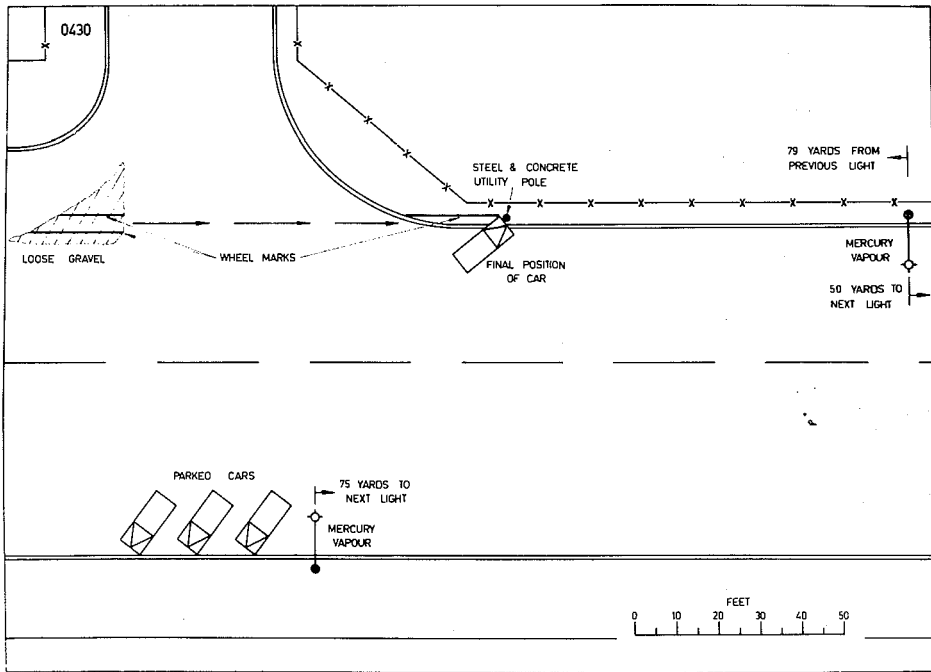 0430
79 YARDS FROM
PREVIOUS LIGHT
STEEL & CONCRETE
UTILITY POLE
LOOSE GRAVEL
WHEEL MARKS
FINAL POSITION
OF CAR
MERCURY
VAPOUR
50 YARDS TO
NEXT LIGHT
PARKED CARS
75 YARDS TO
NEXT LIGHT
MERCURY
VAPOUR
FEET
0 10 20 30 40 50